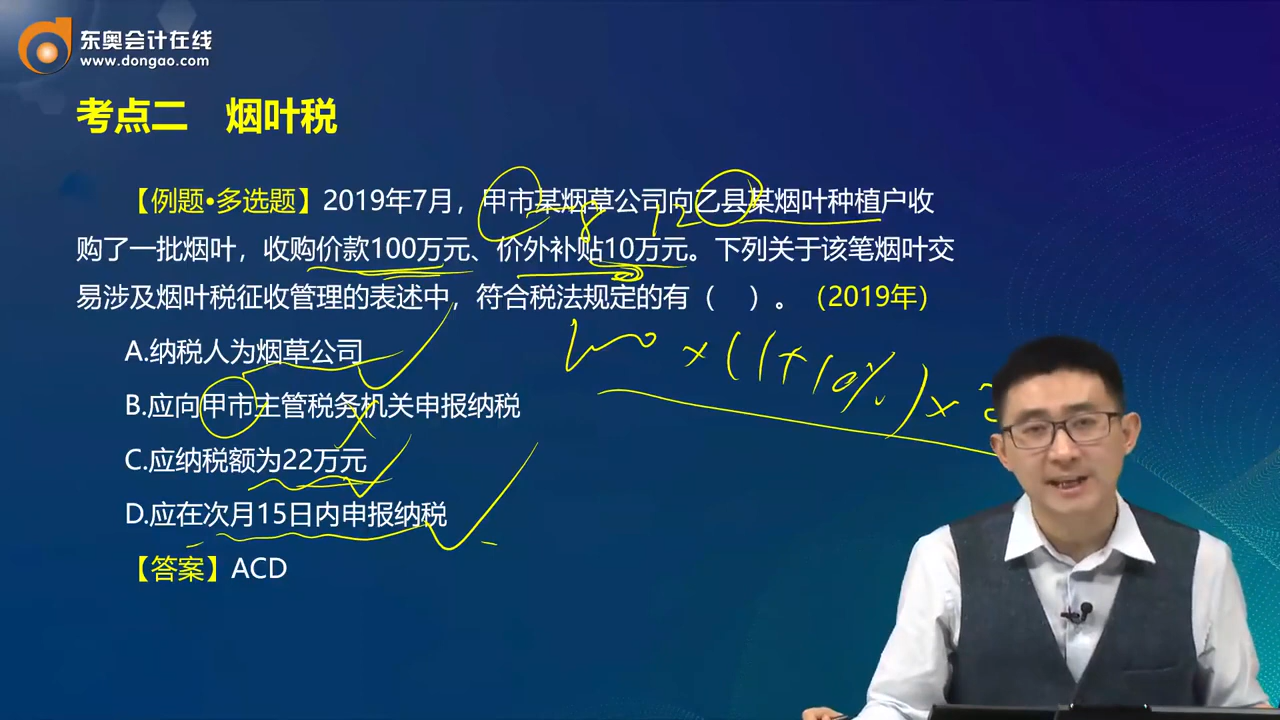 东奥会计在线
www.dongao.com
考点二 烟叶税
【例题•多选题】2019年7月，甲市某烟草公司向乙县某烟叶种植户收
购了一批烟叶，收购价款100万元、价外补贴10万元。下列关于该笔烟叶交
易涉及烟叶税征收管理的表述中，符合税法规定的有（ ）。（2019年）
8 12
A.纳税人为烟草公司
×(1+10%)×2
B.应向甲市主管税务机关申报纳税
C.应纳税额为22万元
D.应在次月15日内申报纳税
【答案】ACD